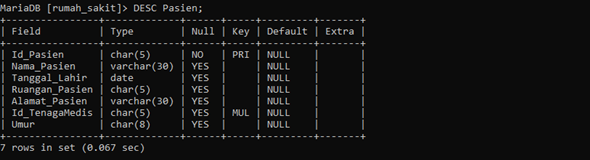 MariaDB [rumah_sakit]> DESC Pasien;
+----------------+-------------+------+-----+---------+-------+
| Field          | Type        | Null | Key | Default | Extra |
+----------------+-------------+------+-----+---------+-------+
| Id_Pasien      | char(5)     | NO   | PRI | NULL    |       |
| Nama_Pasien    | varchar(30) | YES  |     | NULL    |       |
| Tanggal_Lahir  | date        | YES  |     | NULL    |       |
| Ruangan_Pasien | char(5)     | YES  |     | NULL    |       |
| Alamat_Pasien  | varchar(30) | YES  |     | NULL    |       |
| Id_TenagaMedis | char(5)     | YES  | MUL | NULL    |       |
| Umur           | char(8)     | YES  |     | NULL    |       |
+----------------+-------------+------+-----+---------+-------+
7 rows in set (0.067 sec)